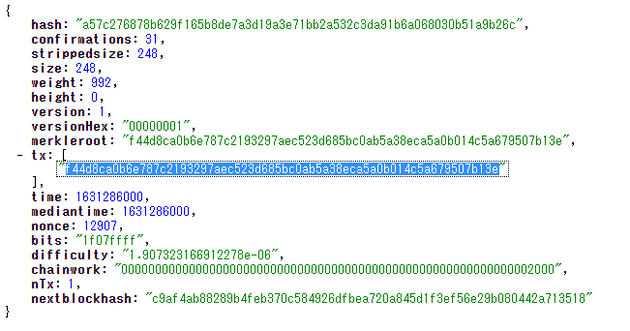 {
hash: "a57c276878b629f165b8de7a3d19a3e71bb2a532c3da91b6a068030b51a9b26c",
confirmations: 31,
strippedsize: 248,
size: 248,
weight: 992,
height: 0,
version: 1,
versionHex: "00000001",
merkleroot: "f44d8ca0b6e787c2193297aec523d685bc0ab5a38eca5a0b014c5a679507b13e",
- tx: [
"f44d8ca0b6e787c2193297aec523d685bc0ab5a38eca5a0b014c5a679507b13e"
],
time: 1631286000,
mediantime: 1631286000,
nonce: 12907,
bits: "1f07ffff",
difficulty: "1.907323166912278e-06",
chainwork: "0000000000000000000000000000000000000000000000000000000000002000",
nTx: 1,
nextblockhash: "c9af4ab88289b4feb370c584926dfbea720a845d1f3ef56e29b080442a713518"
}